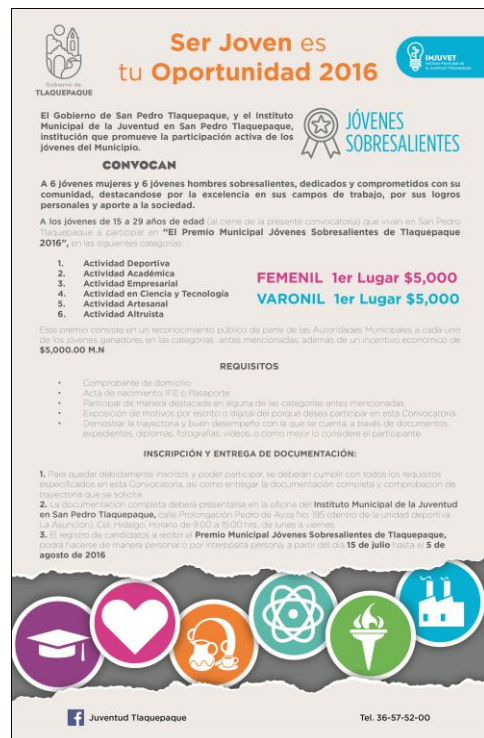 Gobierno de
TLAQUEPAQUE
Ser Joven es
tu Oportunidad 2016
IMJUVET
Instituto Municipal de
la Juventud Tlaquepaque
El Gobierno de San Pedro Tlaquepaque, y el Instituto
Municipal de la Juventud en San Pedro Tlaquepaque,
institución que promueve la participación activa de los
jóvenes del Municipio.
JÓVENES
SOBRESALIENTES
CONVOCAN
A 6 jóvenes mujeres y 6 jóvenes hombres sobresalientes, dedicados y comprometidos con su
comunidad, destacandose por la excelencia en sus campos de trabajo, por sus logros
personales y aporte a la sociedad.
A los jóvenes de 15 a 29 años de edad (al cierre de la presente convocatoria) que vivan en San Pedro
Tlaquepaque a participar en "El Premio Municipal Jóvenes Sobresalientes de Tlaquepaque
2016", en las siguientes categorías:
1. Actividad Deportiva
2. Actividad Académica
3. Actividad Empresarial
4. Actividad en Ciencia y Tecnología
5. Actividad Artesanal
6. Actividad Altruista
FEMENIL 1er Lugar $5,000
VARONIL 1er Lugar $5,000
Este premio consiste en un reconocimiento público de parte de las Autoridades Municipales a cada uno
de los jóvenes ganadores en las categorías antes mencionadas, además de un incentivo económico de
$5,000.00 M.N
REQUISITOS
• Comprobante de domicilio
• Acta de nacimiento, IFE o Pasaporte
• Participar de manera destacada en alguna de las categorías antes mencionadas.
• Exposición de motivos por escrito o digital del porqué desea participar en esta Convocatoria.
• Demostrar la trayectoria y buen desempeño con la que se cuenta, a través de documentos,
expedientes, diplomas, fotografías, videos, o como mejor lo considere el participante.
INSCRIPCIÓN Y ENTREGA DE DOCUMENTACIÓN:
1. Para quedar debidamente inscritos y poder participar, se deberán cumplir con todos los requisitos
especificados en esta Convocatoria, así como entregar la documentación completa y comprobación de
trayectoria que se solicita.
2. La documentación completa deberá presentarse en la oficina del Instituto Municipal de la Juventud
en San Pedro Tlaquepaque, calle Prolongación Pedro de Ayza No. 195 (dentro de la unidad deportiva
La Asunción), Col. Hidalgo. Horario de 9:00 a 15:00 hrs., de lunes a viernes.
3. El registro de candidatos a recibir el Premio Municipal Jóvenes Sobresalientes de Tlaquepaque,
podrá hacerse de manera personal o por interpósita persona, a partir del día 15 de julio hasta el 5 de
agosto de 2016.
Juventud Tlaquepaque
Tel. 36-57-52-00